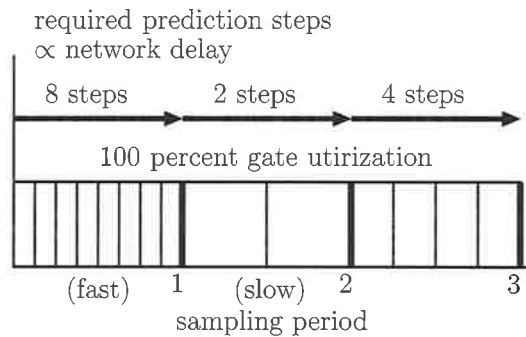 required prediction steps
∝ network delay
8 steps 2 steps 4 steps
100 percent gate utirization
(fast) 1 (slow) 2 3
sampling period